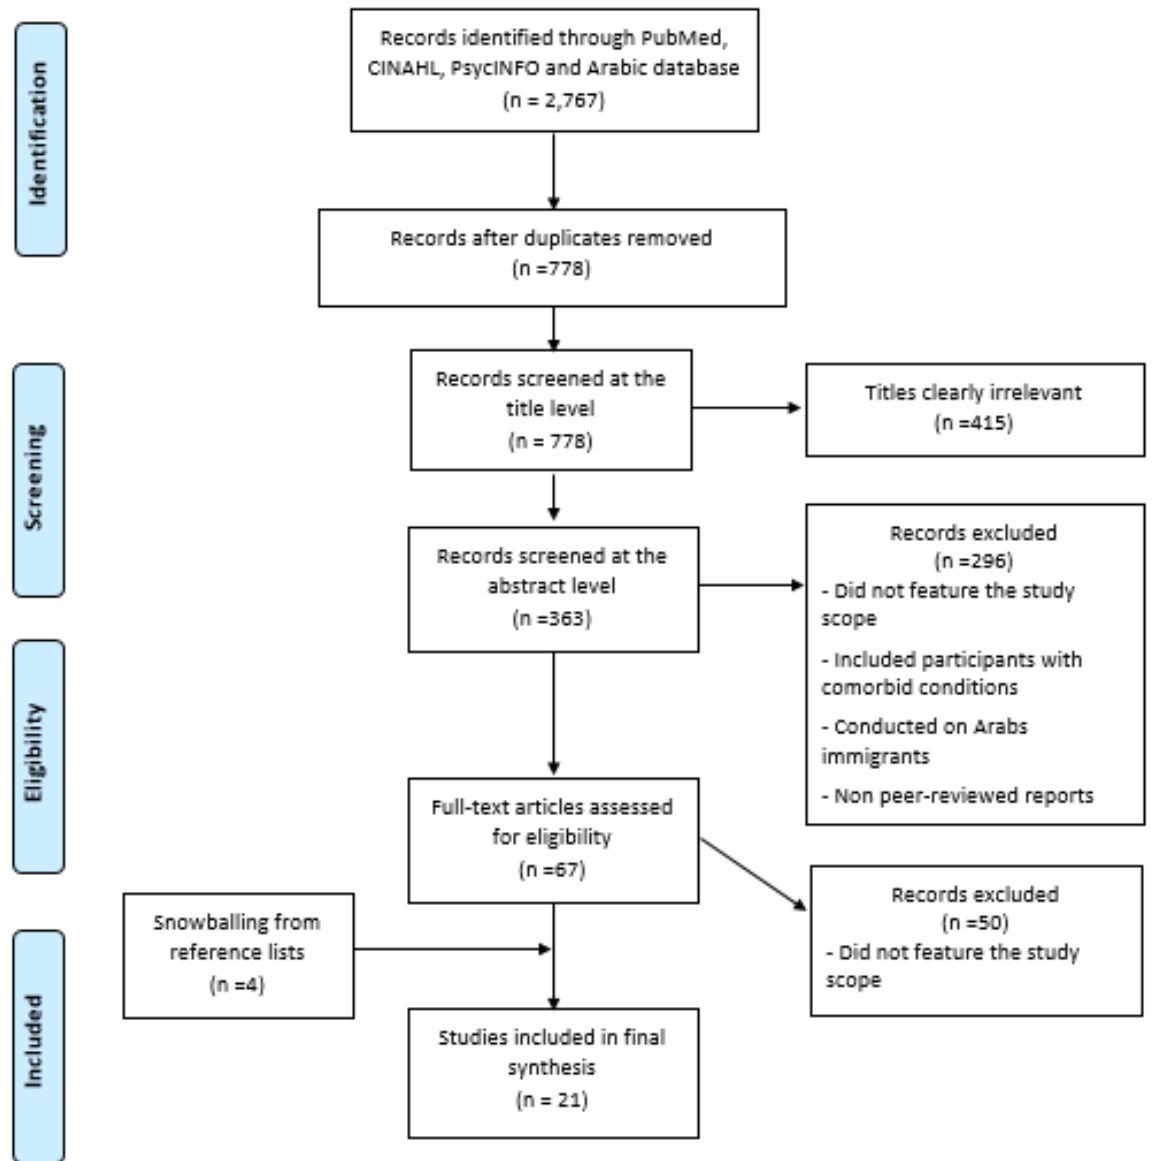 Identification
Records identified through PubMed,
CINAHL, PsycINFO and Arabic database
(n = 2,767)
Records after duplicates removed
(n =778)
Screening
Records screened at the
title level
(n = 778)
Titles clearly irrelevant
(n =415)
Records screened at the
abstract level
(n =363)
Records excluded
(n =296)
- Did not feature the study
scope
- Included participants with
comorbid conditions
- Conducted on Arabs
immigrants
- Non peer-reviewed reports
Eligibility
Full-text articles assessed
for eligibility
(n =67)
Records excluded
(n =50)
- Did not feature the study
scope
Snowballing from
reference lists
(n =4)
Included
Studies included in final
synthesis
(n = 21)